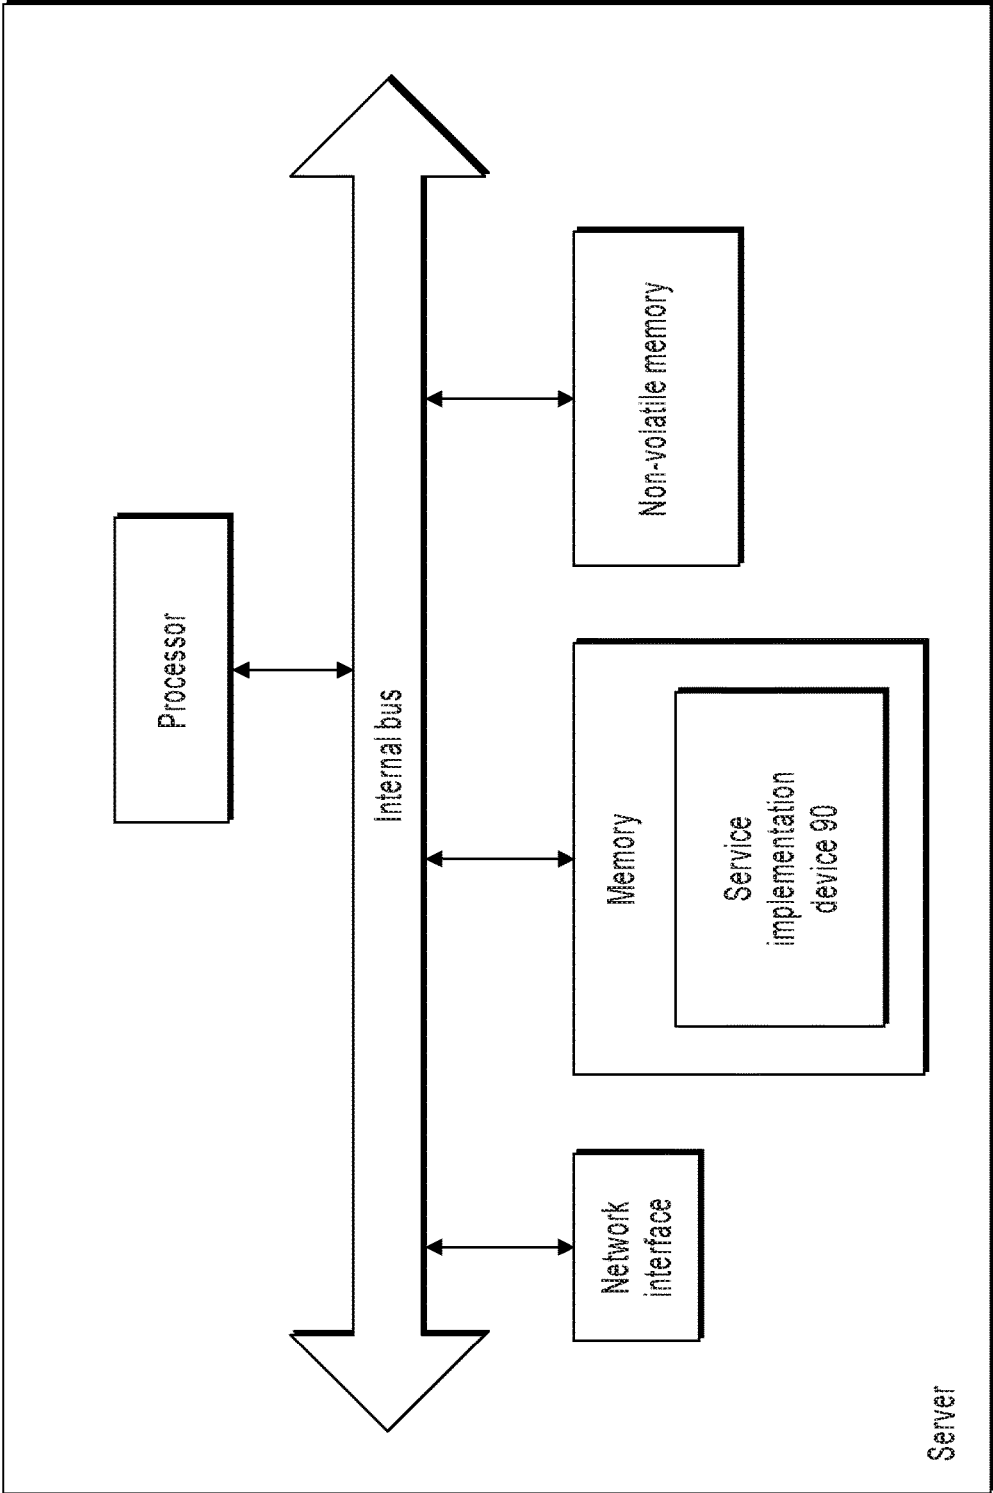 Processor
Internal bus
Network
interface
Memory
Service
implementation
device 90
Non-volatile memory
Server